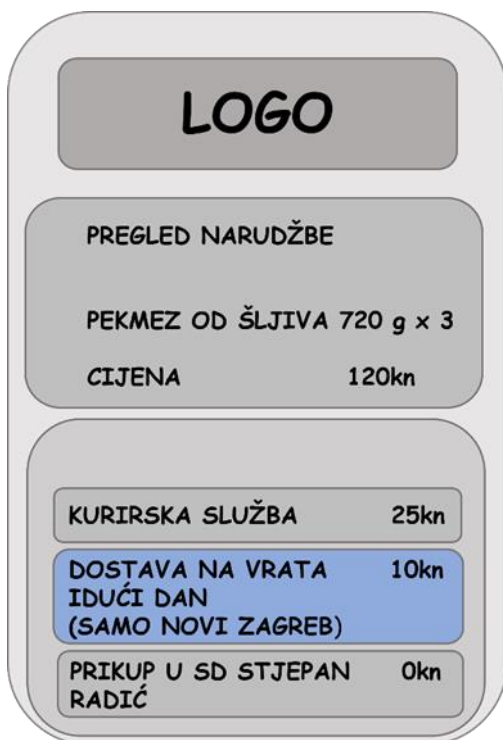 LOGO
PREGLED NARUDŽBE
PEKMEZ OD ŠLJIVA 720 g x 3
CIJENA 120kn
KURIRSKA SLUŽBA 25kn
DOSTAVA NA VRATA 10kn
IDUĆI DAN
(SAMO NOVI ZAGREB)
PRIKUP U SD STJEPAN 0kn
RADIĆ